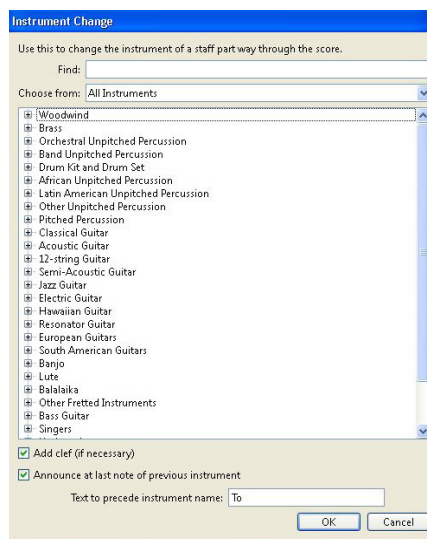 Instrument Change
Use this to change the instrument of a staff part way through the score.
Find:
Choose from: All Instruments
Woodwind
Brass
Orchestral Unpitched Percussion
Band Unpitched Percussion
Drum Kit and Drum Set
African Unpitched Percussion
Latin American Unpitched Percussion
Other Unpitched Percussion
Pitched Percussion
Classical Guitar
Acoustic Guitar
12-string Guitar
Semi-Acoustic Guitar
Jazz Guitar
Electric Guitar
Hawaiian Guitar
Resonator Guitar
European Guitars
South American Guitars
Banjo
Lute
Balalaika
Other Fretted Instruments
Bass Guitar
Singers
Add clef (if necessary)
Announce at last note of previous instrument
Text to precede instrument name: To
OK Cancel